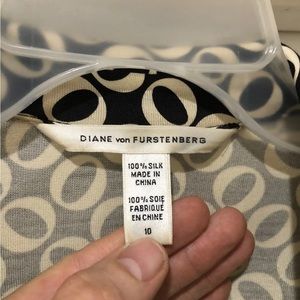 DIANE von FURSTENBERG
100% SILK
MADE IN
CHINA
100% SOIE
FABRIQUÉ
EN CHINE
10